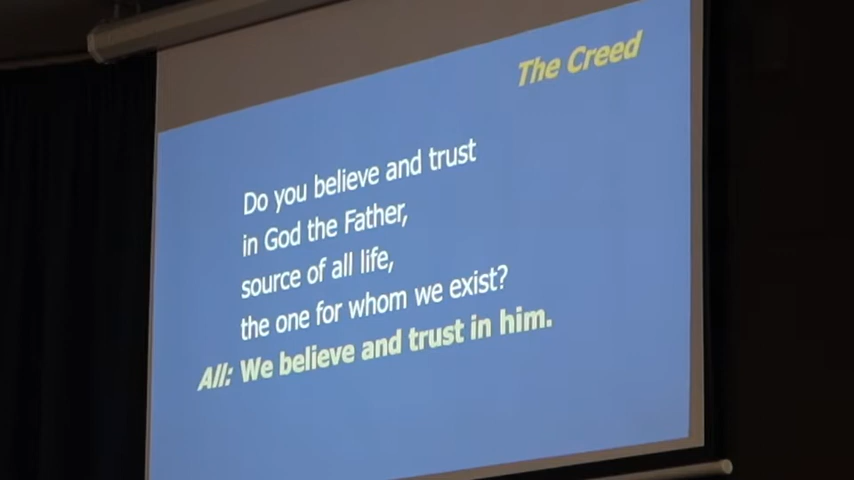 The Creed
Do you believe and trust
in God the Father,
source of all life,
the one for whom we exist?
All: We believe and trust in him.